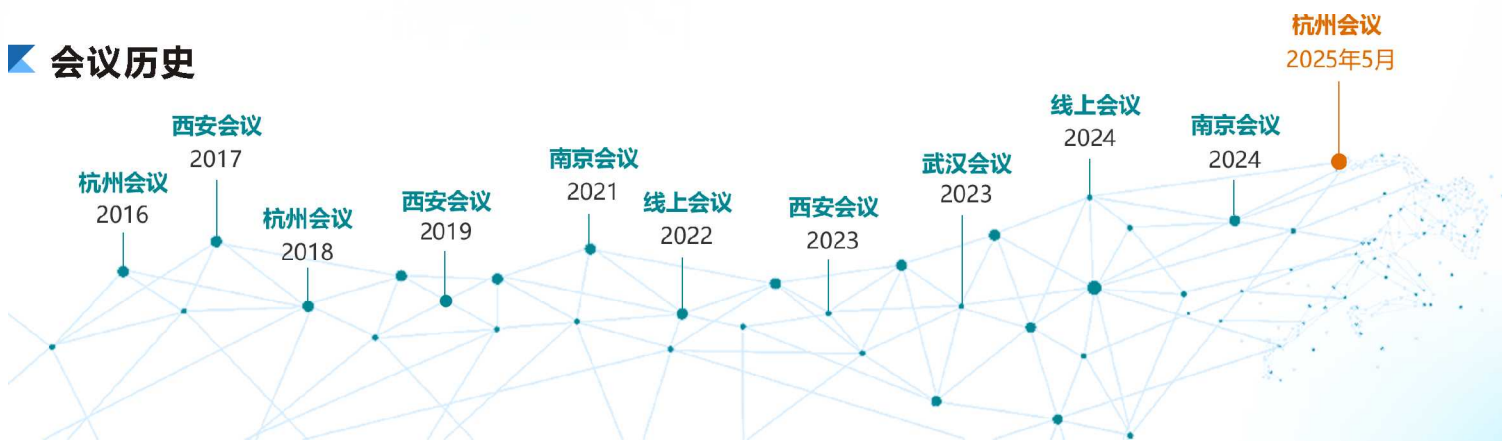 会议历史
杭州会议
2016
西安会议
2017
杭州会议
2018
西安会议
2019
南京会议
2021
线上会议
2022
西安会议
2023
武汉会议
2023
线上会议
2024
南京会议
2024
杭州会议
2025年5月